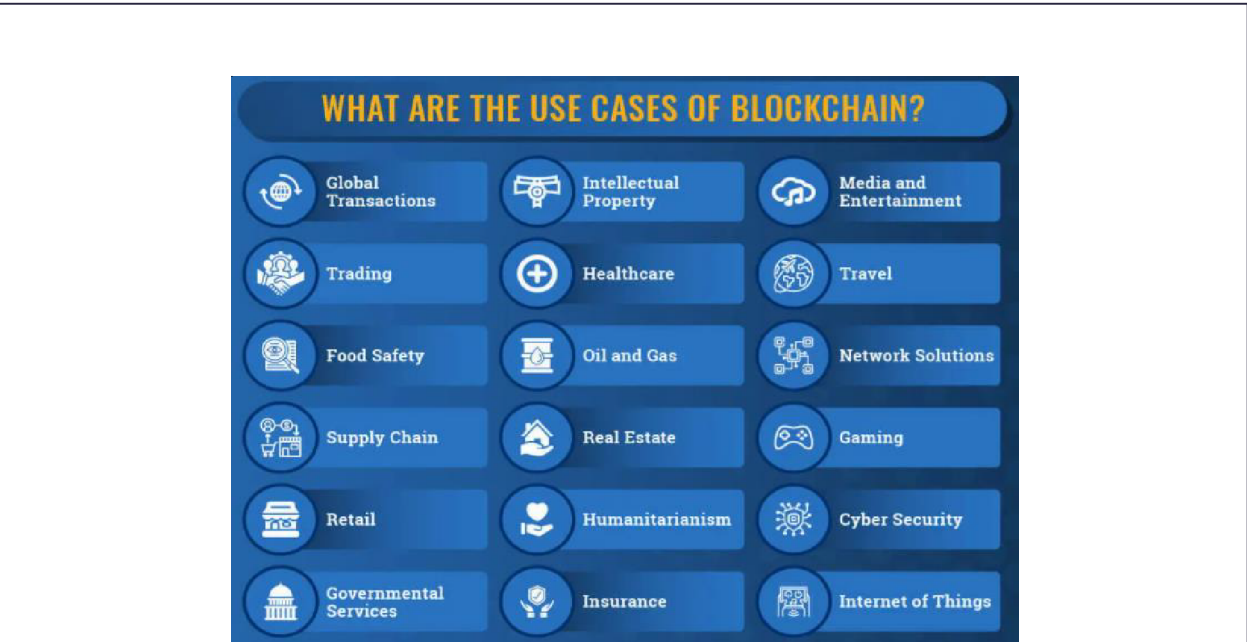 WHAT ARE THE USE CASES OF BLOCKCHAIN?
Global
Transactions
Intellectual
Property
Media and
Entertainment
Trading
Healthcare
Travel
Food Safety
Oil and Gas
Network Solutions
Supply Chain
Real Estate
Gaming
Retail
Humanitarianism
Cyber Security
Governmental
Services
Insurance
Internet of Things